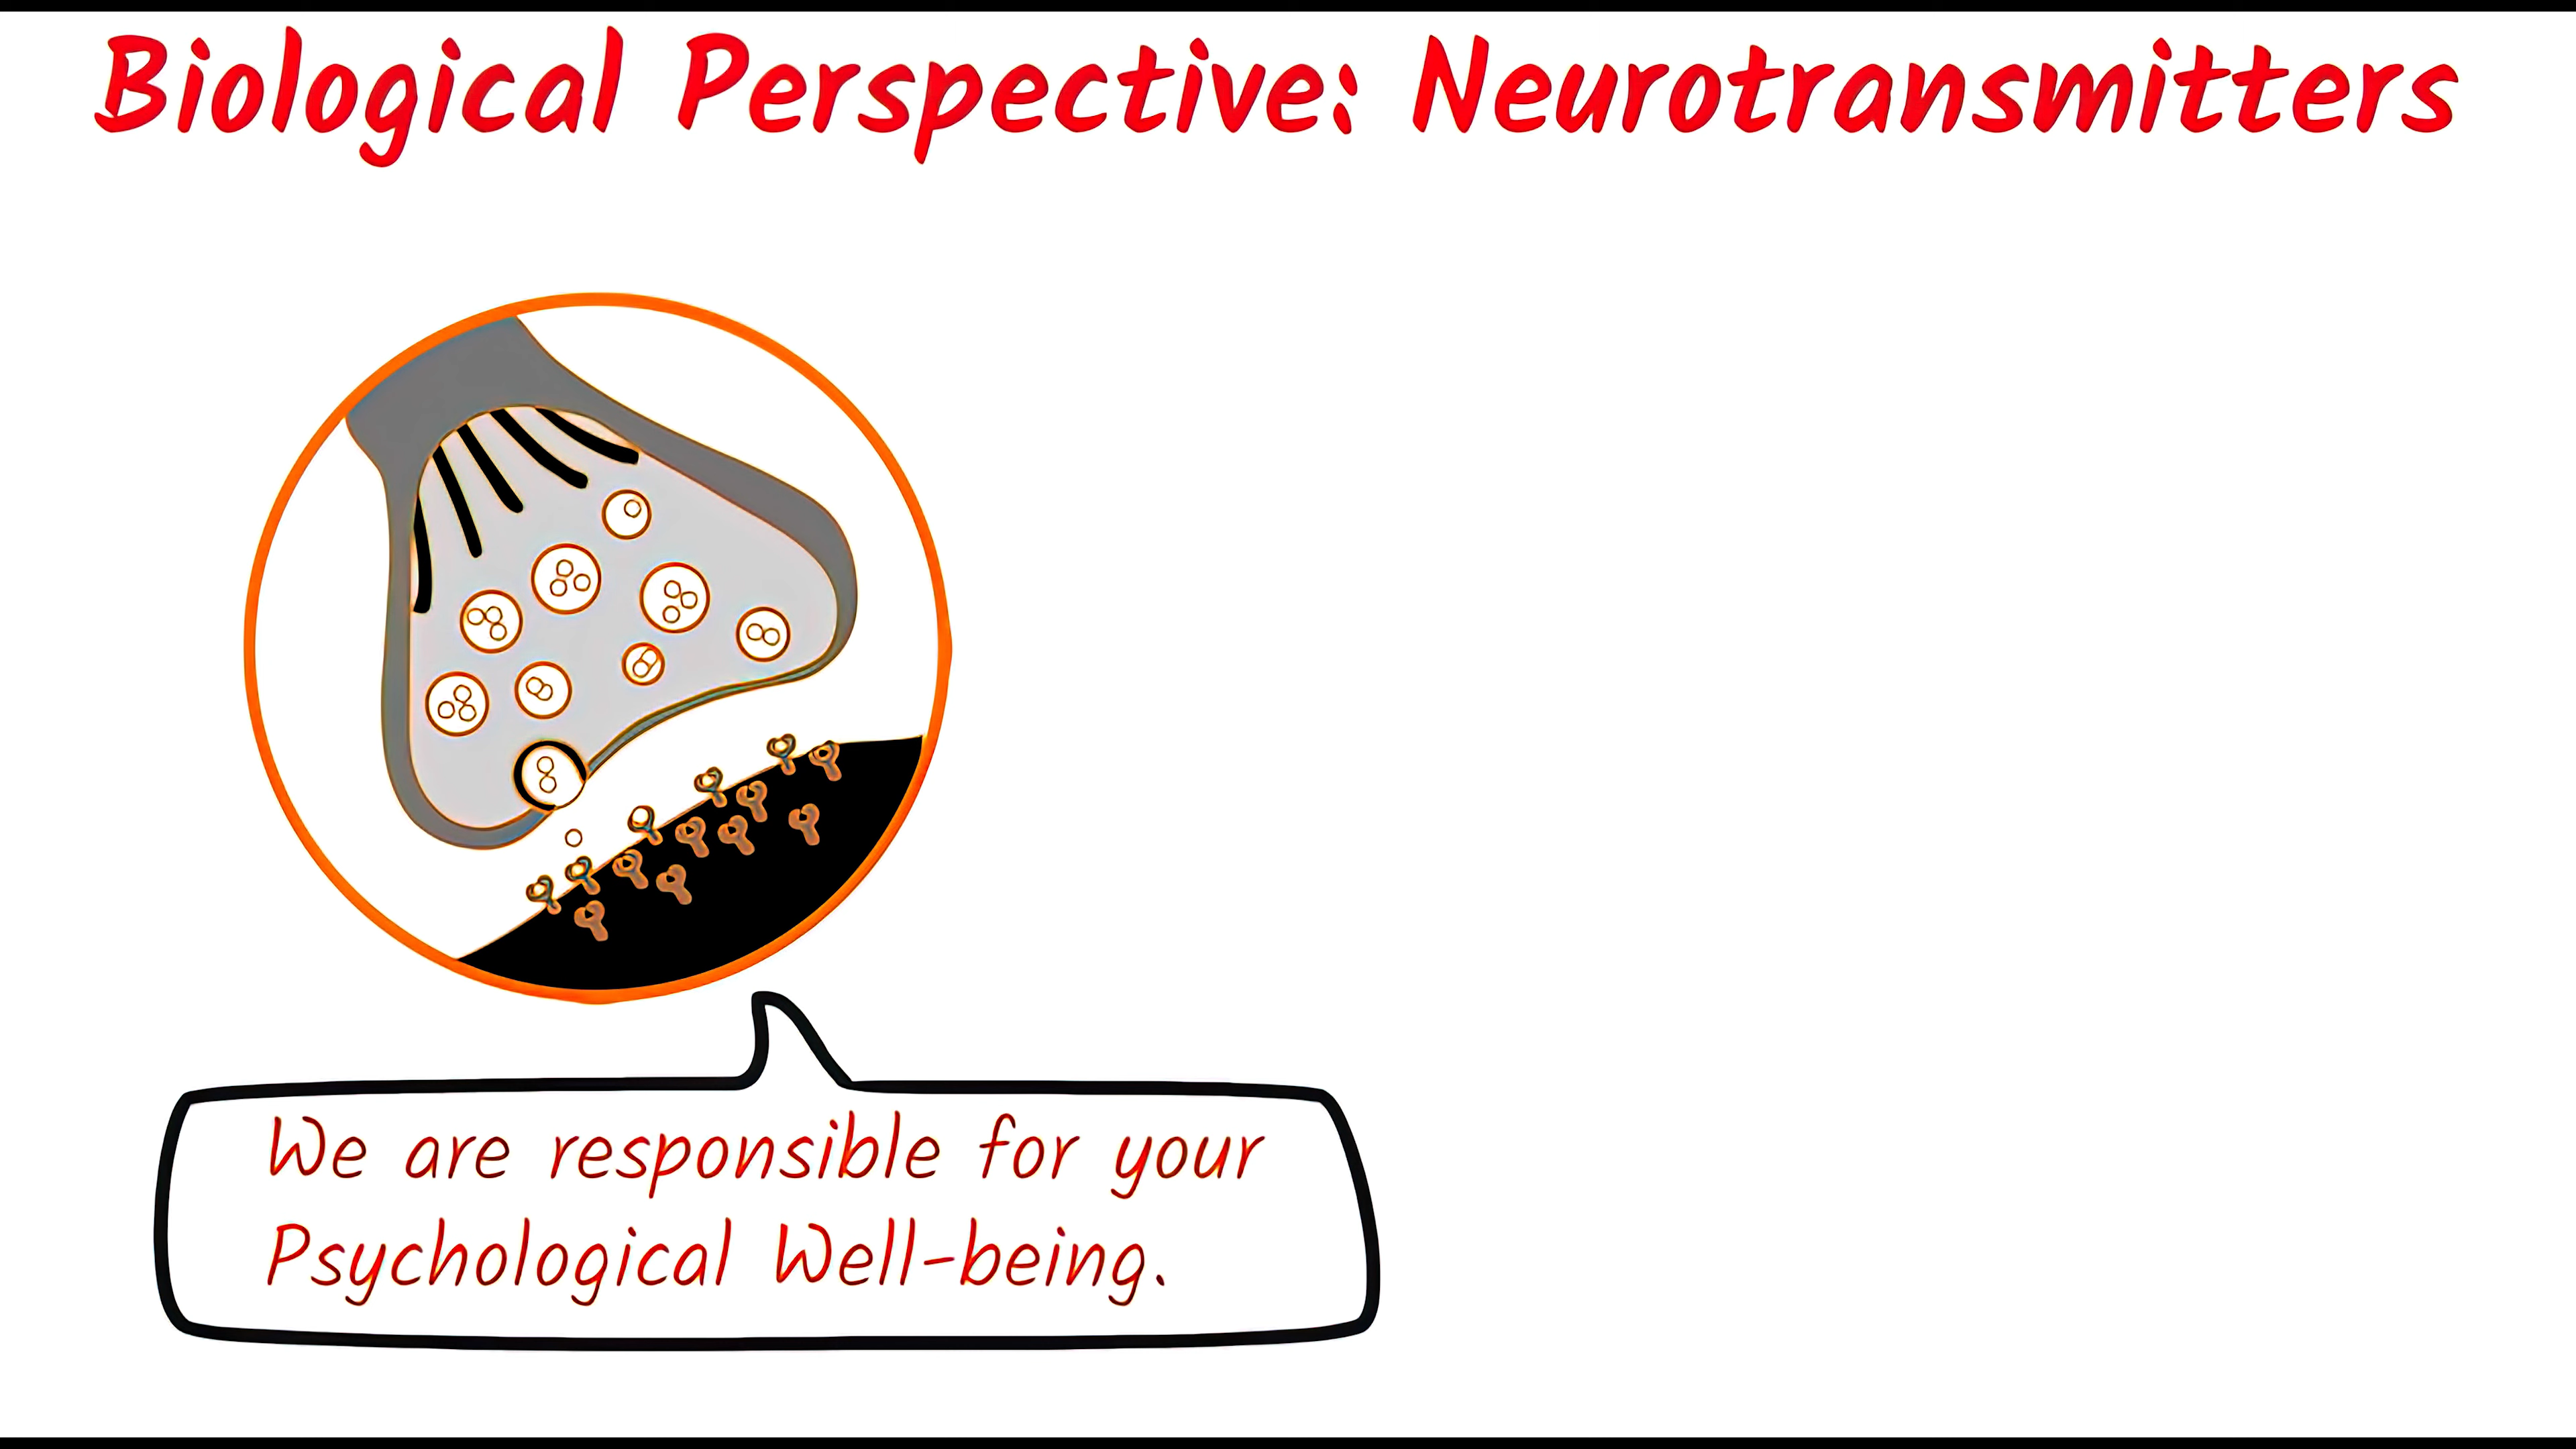 Biological Perspective: Neurotransmitters
We are responsible for your
Psychological Well-being.